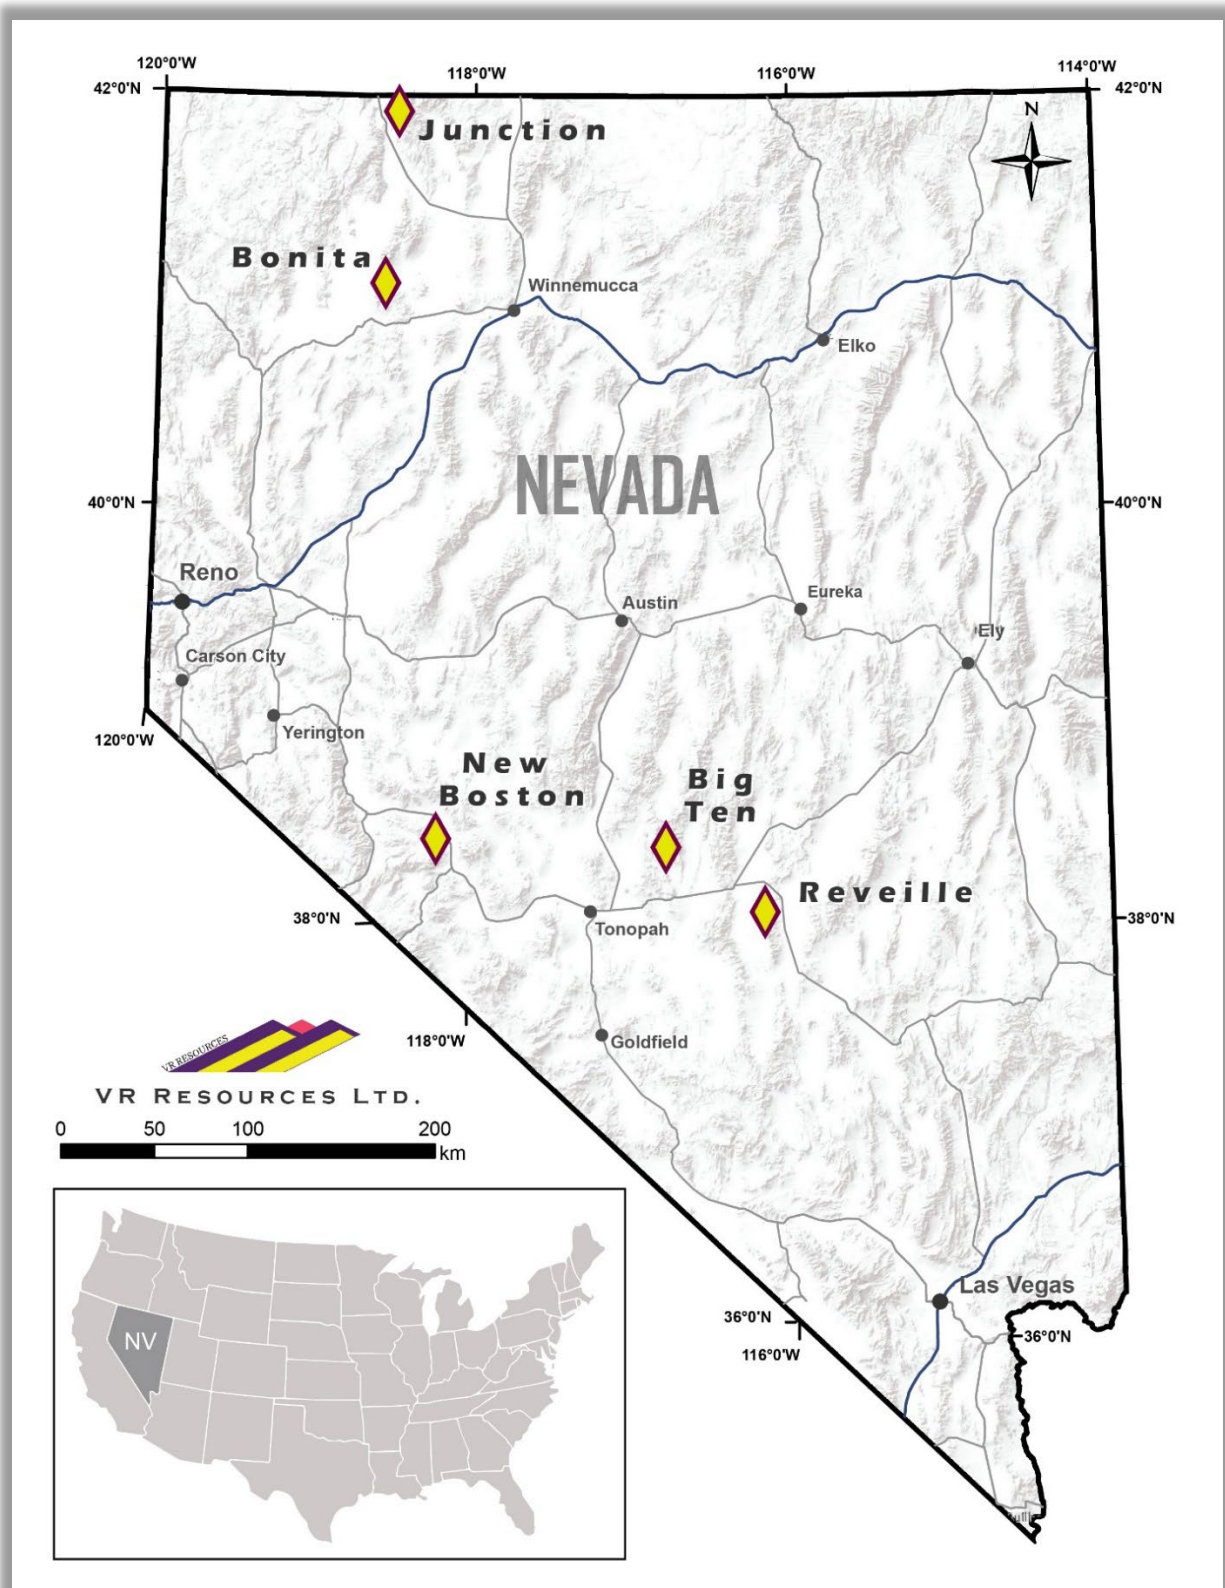 120°0'W
118°0'W
116°0'W
114°0'W
42°0'N
42°0'N
N
Junction
Bonita
Winnemucca
Elko
NEVADA
40°0'N
40°0'N
Reno
Austin
Eureka
Ely
Carson City
Yerington
120°0'W
New
Boston
Big
Ten
Reveille
38°0'N
38°0'N
Tonopah
118°0'W
Goldfield
VR RESOURCES
VR RESOURCES LTD.
0 50 100 200
km
Las Vegas
36°0'N
36°0'N
116°0'W
NV